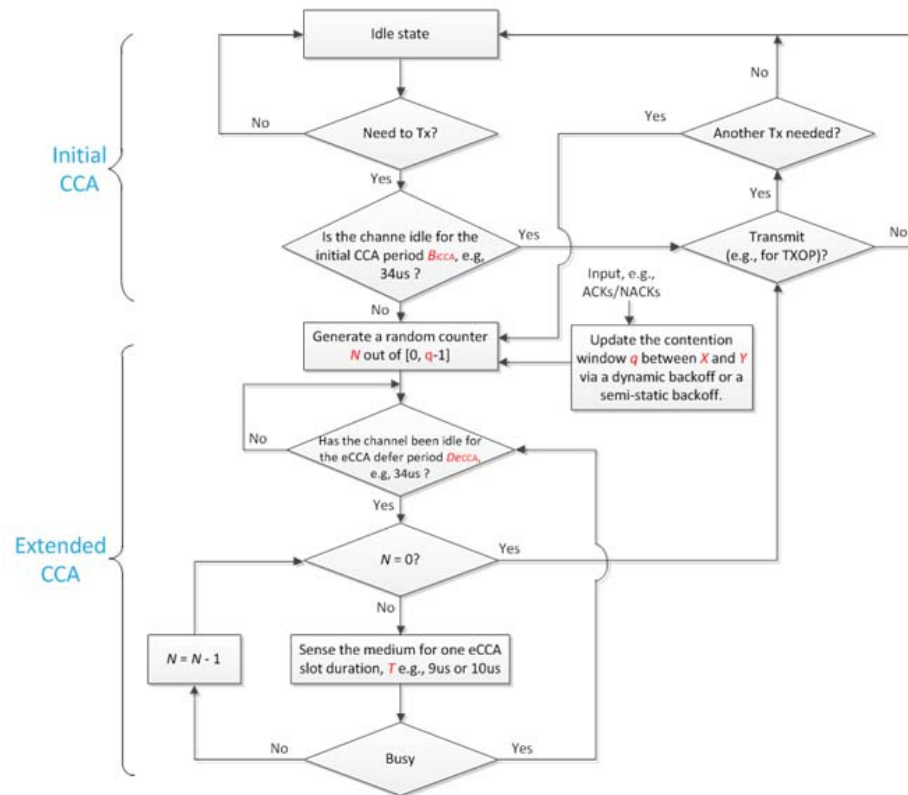 Idle state
No
Need to Tx?
Yes
No
Another Tx needed?
Initial
CCA
Yes
Yes
Is the channe idle for the
initial CCA period BiCCA, e.g,
34us ?
Yes
Transmit
(e.g., for TXOP)?
No
Input, e.g.,
ACKs/NACKs
No
Generate a random counter
N out of [0, q-1]
Update the contention
window q between X and Y
via a dynamic backoff or a
semi-static backoff.
No
Has the channel been idle for
the eCCA defer period DeCCA,
e.g, 34us ?
Yes
Extended
CCA
N = 0?
Yes
No
N = N - 1
Sense the medium for one eCCA
slot duration, T e.g., 9us or 10us
No
Busy
Yes